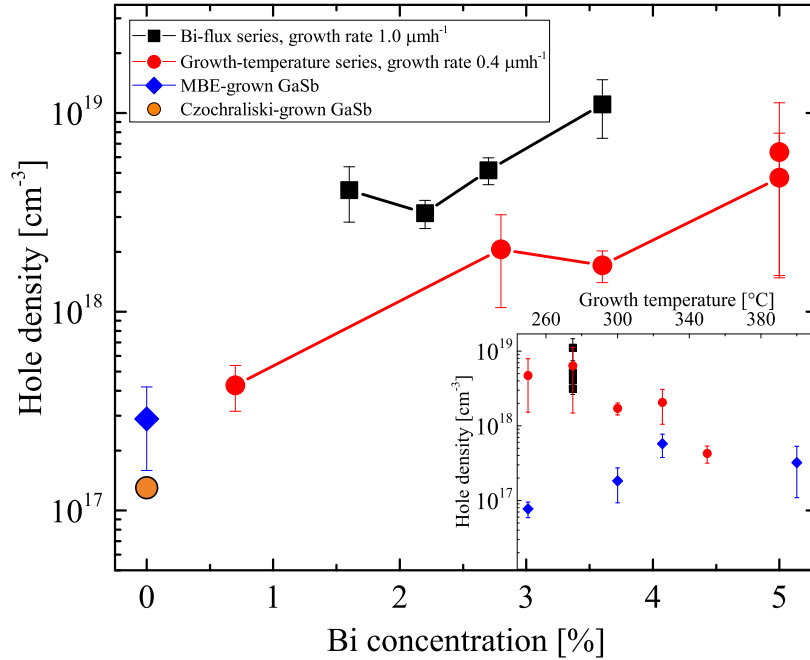 Bi-flux series, growth rate 1.0 μmh⁻¹
Growth-temperature series, growth rate 0.4 μmh⁻¹
MBE-grown GaSb
Czochraliski-grown GaSb
10¹⁹
10¹⁸
10¹⁷
Hole density [cm⁻³]
Growth temperature [°C]
260 300 340 380
10¹⁹
10¹⁸
10¹⁷
Hole density [cm⁻³]
0 1 2 3 4 5
Bi concentration [%]